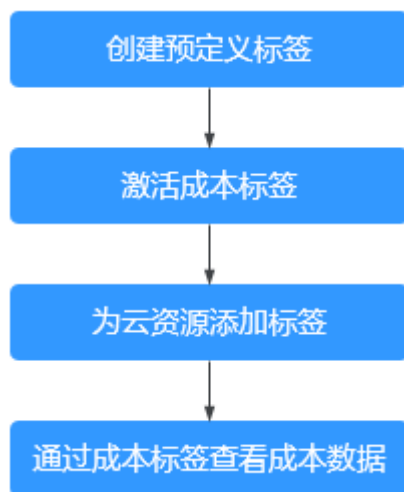 创建预定义标签
激活成本标签
为云资源添加标签
通过成本标签查看成本数据